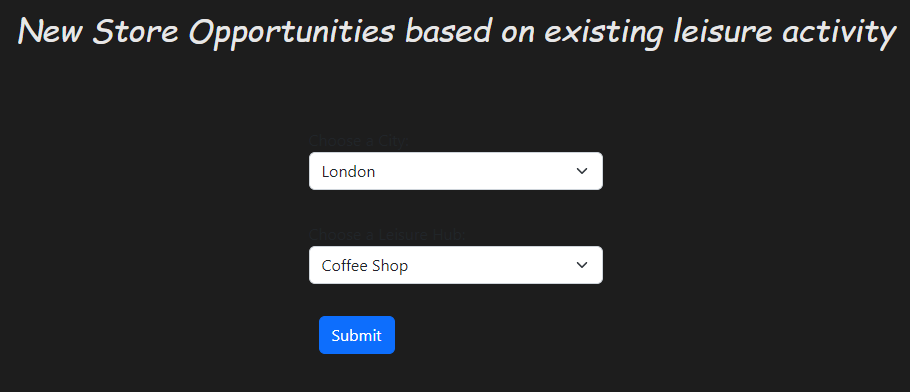 New Store Opportunities based on existing leisure activity
Choose a City:
London
Choose a Leisure Hub:
Coffee Shop
Submit